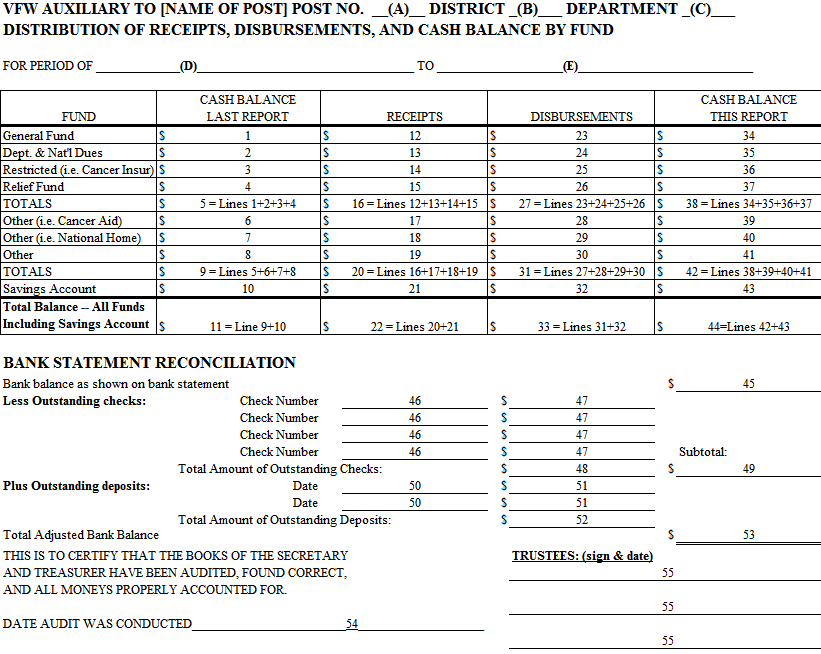 VFW AUXILIARY TO [NAME OF POST] POST NO. __(A)__ DISTRICT _(B)___ DEPARTMENT _(C)___
DISTRIBUTION OF RECEIPTS, DISBURSEMENTS, AND CASH BALANCE BY FUND
FOR PERIOD OF _____________(D)_________________________________ TO ___________________(E)__________________________
FUND CASH BALANCE LAST REPORT RECEIPTS DISBURSEMENTS CASH BALANCE THIS REPORT
General Fund $ 1 $ 12 $ 23 $ 34
Dept. & Nat'l Dues $ 2 $ 13 $ 24 $ 35
Restricted (i.e. Cancer Insur) $ 3 $ 14 $ 25 $ 36
Relief Fund $ 4 $ 15 $ 26 $ 37
TOTALS $ 5 = Lines 1+2+3+4 $ 16 = Lines 12+13+14+15 $ 27 = Lines 23+24+25+26 $ 38 = Lines 34+35+36+37
Other (i.e. Cancer Aid) $ 6 $ 17 $ 28 $ 39
Other (i.e. National Home) $ 7 $ 18 $ 29 $ 40
Other $ 8 $ 19 $ 30 $ 41
TOTALS $ 9 = Lines 5+6+7+8 $ 20 = Lines 16+17+18+19 $ 31 = Lines 27+28+29+30 $ 42 = Lines 38+39+40+41
Savings Account $ 10 $ 21 $ 32 $ 43
Total Balance -- All Funds
Including Savings Account $ 11 = Line 9+10 $ 22 = Lines 20+21 $ 33 = Lines 31+32 $ 44=Lines 42+43
BANK STATEMENT RECONCILIATION
Bank balance as shown on bank statement $ 45
Less Outstanding checks: Check Number 46 $ 47
Check Number 46 $ 47
Check Number 46 $ 47
Check Number 46 $ 47 Subtotal:
Total Amount of Outstanding Checks: $ 48 $ 49
Plus Outstanding deposits: Date 50 $ 51
Date 50 $ 51
Total Amount of Outstanding Deposits: $ 52
Total Adjusted Bank Balance $ 53
THIS IS TO CERTIFY THAT THE BOOKS OF THE SECRETARY TRUSTEES: (sign & date)
AND TREASURER HAVE BEEN AUDITED, FOUND CORRECT, 55
AND ALL MONEYS PROPERLY ACCOUNTED FOR.
55
DATE AUDIT WAS CONDUCTED________________________54____________________
55